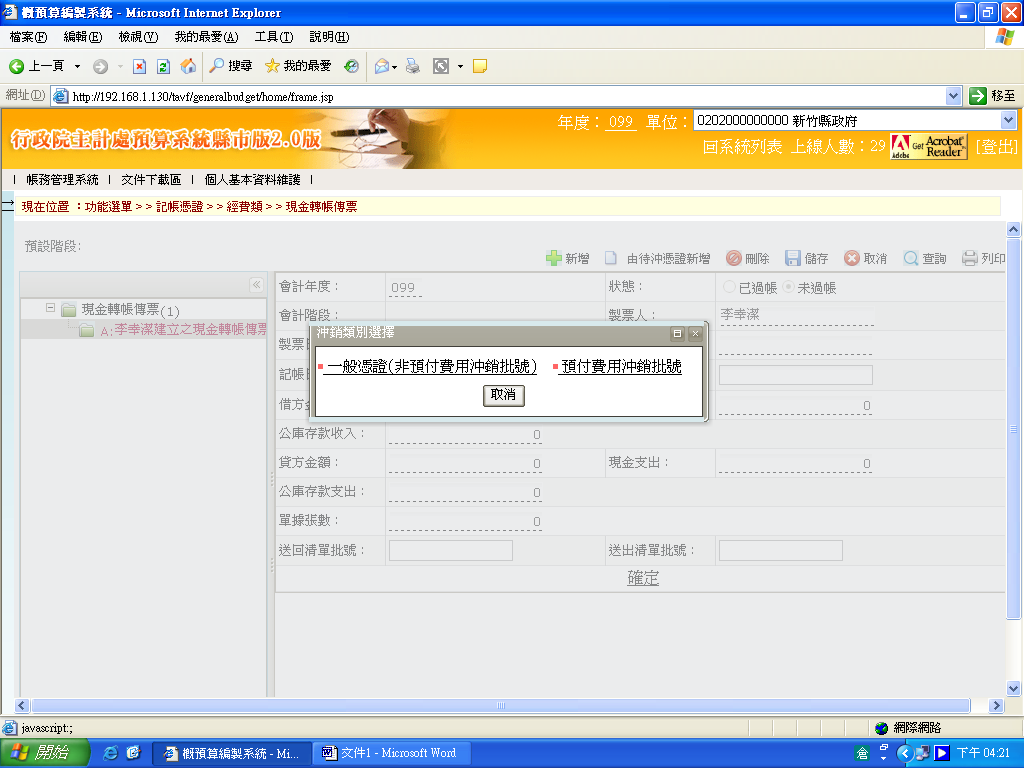 概預算編製系統 - Microsoft Internet Explorer
檔案(F) 編輯(E) 檢視(V) 我的最愛(A) 工具(T) 說明(H)
上一頁 搜尋 我的最愛
網址(D) http://192.168.1.130/tavf/generalbudget/home/frame.jsp 移至
行政院主計處預算系統縣市版2.0版
年度： 099 單位： 0202000000000 新竹縣政府
回系統列表 上線人數：29 Adobe Get Acrobat Reader [登出]
| 帳務管理系統 | 文件下載區 | 個人基本資料維護 |
現在位置 ：功能選單>>記帳憑證>>經費類>>現金轉帳傳票
預設階段:
新增 由待沖憑證新增 刪除 儲存 取消 查詢 列印
現金轉帳傳票(1)
A:李幸潔建立之現金轉帳傳票
會計年度： 099 狀態： 已過帳 未過帳
會計階段： 製票人： 李幸潔
沖銷類別選擇
製票
一般憑證(非預付費用沖銷批號) 預付費用沖銷批號
記帳
取消
借方金 0
公庫存款收入： 0
貸方金額： 0 現金支出： 0
公庫存款支出： 0
單據張數： 0
送回清單批號： 送出清單批號：
確定
javascript:; 網際網路
開始 概預算編製系統 - Mi... 文件1 - Microsoft Word 倉 下午 04:21